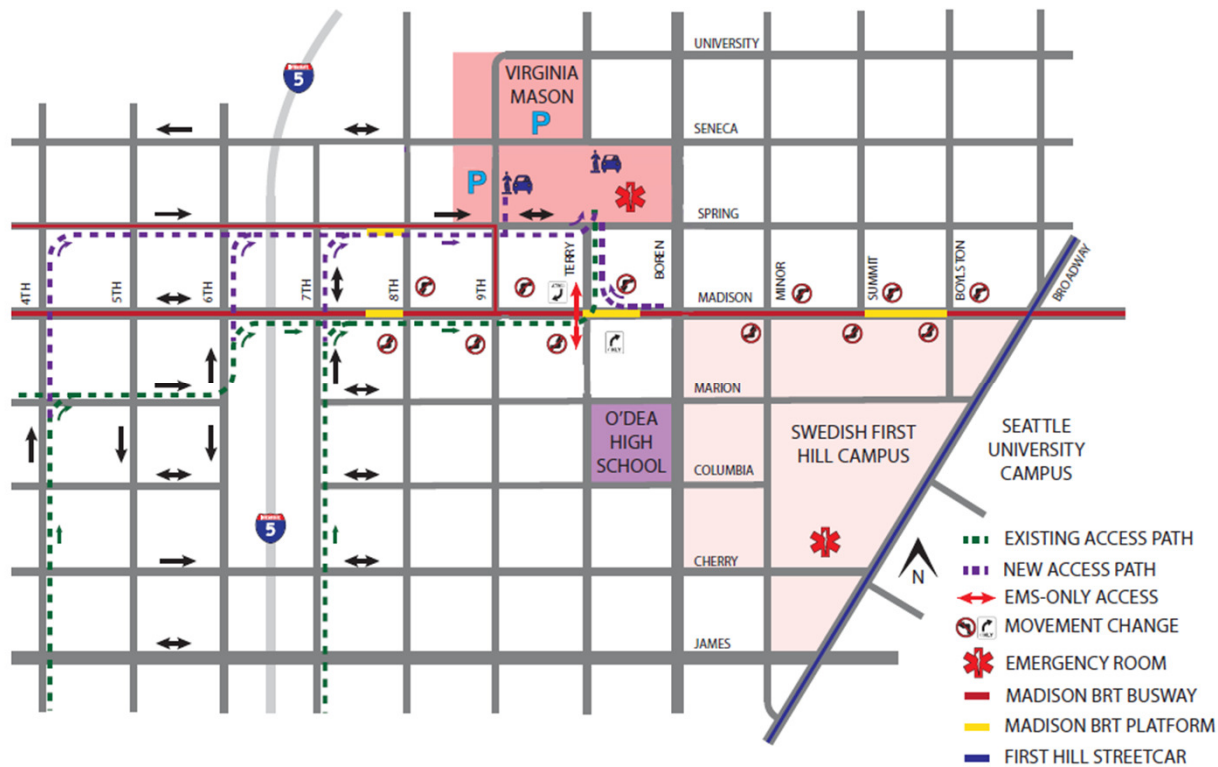 UNIVERSITY
VIRGINIA
MASON
P
5
SENECA
P
SPRING
4TH
5TH
6TH
7TH
8TH
9TH
TERRY
BOREN
MADISON
MINOR
SUMMIT
BOYLSTON
BROADWAY
MARION
O'DEA
HIGH
SCHOOL
SWEDISH FIRST
HILL CAMPUS
SEATTLE
UNIVERSITY
CAMPUS
COLUMBIA
5
CHERRY
N
JAMES
EXISTING ACCESS PATH
NEW ACCESS PATH
EMS-ONLY ACCESS
MOVEMENT CHANGE
EMERGENCY ROOM
MADISON BRT BUSWAY
MADISON BRT PLATFORM
FIRST HILL STREETCAR